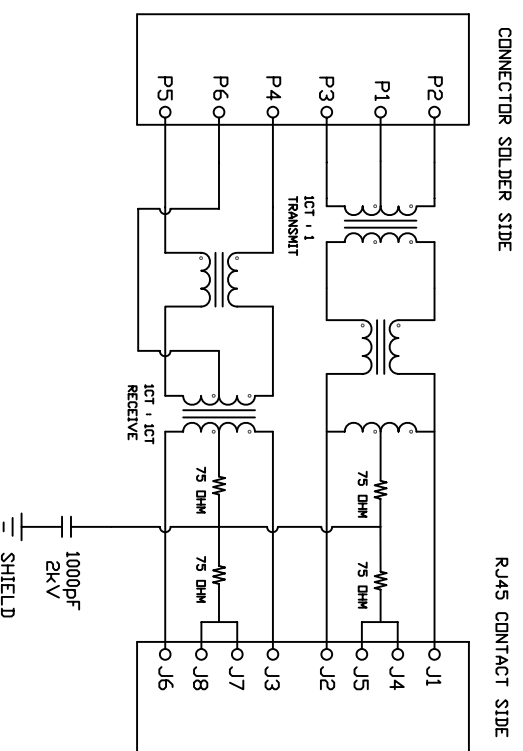 CONNECTOR SOLDER SIDE
RJ45 CONTACT SIDE
P2
P1
P3
P4
P6
P5
1CT : 1
TRANSMIT
1CT : 1CT
RECEIVE
75 OHM
75 OHM
75 OHM
75 OHM
J1
J4
J5
J2
J3
J7
J8
J6
1000pF
2kV
SHIELD